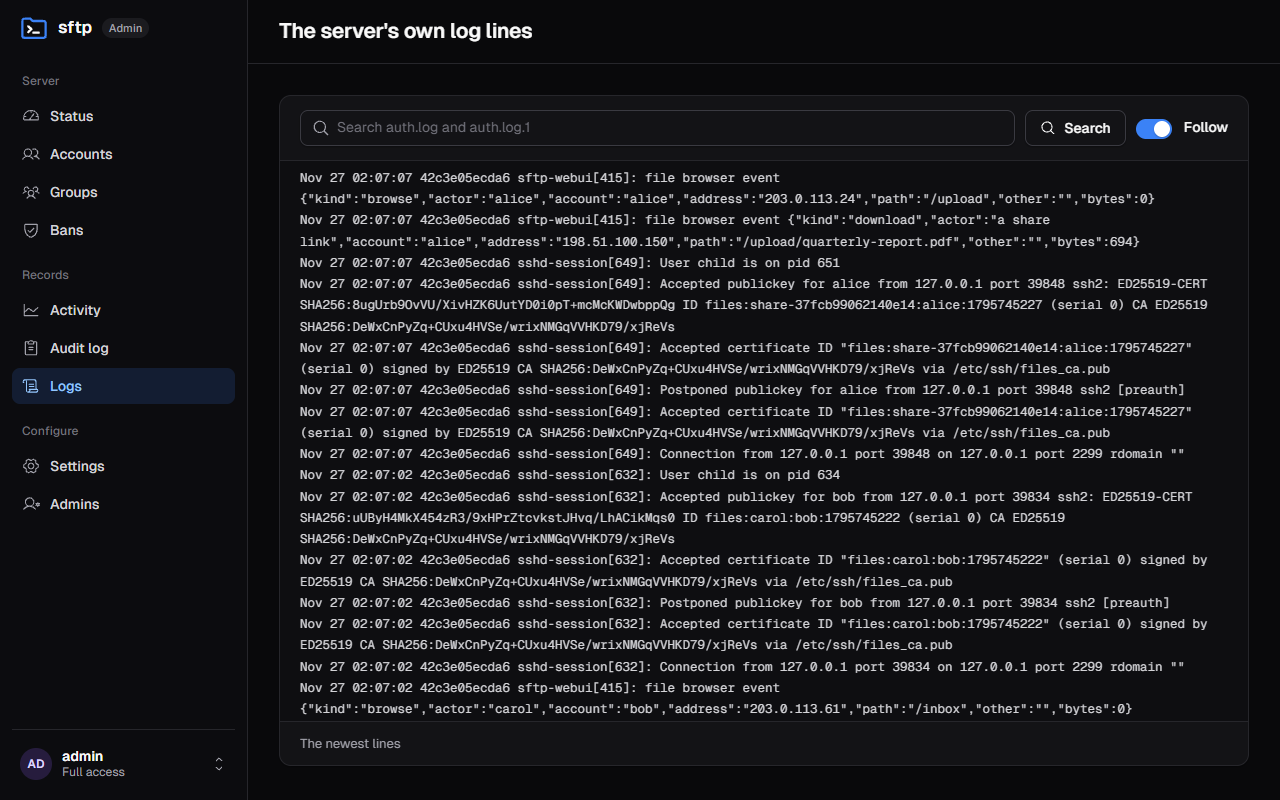 sftp Admin
Server
Status
Accounts
Groups
Bans
Records
Activity
Audit log
Logs
Configure
Settings
Admins
AD
admin
Full access
The server's own log lines
Search auth.log and auth.log.1
Search
Follow
Nov 27 02:07:07 42c3e05ecda6 sftp-webui[415]: file browser event
{"kind":"browse","actor":"alice","account":"alice","address":"203.0.113.24","path":"/upload","other":"","bytes":0}
Nov 27 02:07:07 42c3e05ecda6 sftp-webui[415]: file browser event {"kind":"download","actor":"a share
link","account":"alice","address":"198.51.100.150","path":"/upload/quarterly-report.pdf","other":"","bytes":694}
Nov 27 02:07:07 42c3e05ecda6 sshd-session[649]: User child is on pid 651
Nov 27 02:07:07 42c3e05ecda6 sshd-session[649]: Accepted publickey for alice from 127.0.0.1 port 39848 ssh2: ED25519-CERT
SHA256:8ugUrb9OvVU/XivHZK6UutYD0i0pT+mcMcKWDwbppQg ID files:share-37fcb99062140e14:alice:1795745227 (serial 0) CA ED25519
SHA256:DeWxCnPyZq+CUxu4HVSe/wrixNMGqVVHKD79/xjReVs
Nov 27 02:07:07 42c3e05ecda6 sshd-session[649]: Accepted certificate ID "files:share-37fcb99062140e14:alice:1795745227"
(serial 0) signed by ED25519 CA SHA256:DeWxCnPyZq+CUxu4HVSe/wrixNMGqVVHKD79/xjReVs via /etc/ssh/files_ca.pub
Nov 27 02:07:07 42c3e05ecda6 sshd-session[649]: Postponed publickey for alice from 127.0.0.1 port 39848 ssh2 [preauth]
Nov 27 02:07:07 42c3e05ecda6 sshd-session[649]: Accepted certificate ID "files:share-37fcb99062140e14:alice:1795745227"
(serial 0) signed by ED25519 CA SHA256:DeWxCnPyZq+CUxu4HVSe/wrixNMGqVVHKD79/xjReVs via /etc/ssh/files_ca.pub
Nov 27 02:07:07 42c3e05ecda6 sshd-session[649]: Connection from 127.0.0.1 port 39848 on 127.0.0.1 port 2299 rdomain ""
Nov 27 02:07:02 42c3e05ecda6 sshd-session[632]: User child is on pid 634
Nov 27 02:07:02 42c3e05ecda6 sshd-session[632]: Accepted publickey for bob from 127.0.0.1 port 39834 ssh2: ED25519-CERT
SHA256:uUByH4MkX454zR3/9xHPrZtcvkstJHvq/LhACikMqs0 ID files:carol:bob:1795745222 (serial 0) CA ED25519
SHA256:DeWxCnPyZq+CUxu4HVSe/wrixNMGqVVHKD79/xjReVs
Nov 27 02:07:02 42c3e05ecda6 sshd-session[632]: Accepted certificate ID "files:carol:bob:1795745222" (serial 0) signed by
ED25519 CA SHA256:DeWxCnPyZq+CUxu4HVSe/wrixNMGqVVHKD79/xjReVs via /etc/ssh/files_ca.pub
Nov 27 02:07:02 42c3e05ecda6 sshd-session[632]: Postponed publickey for bob from 127.0.0.1 port 39834 ssh2 [preauth]
Nov 27 02:07:02 42c3e05ecda6 sshd-session[632]: Accepted certificate ID "files:carol:bob:1795745222" (serial 0) signed by
ED25519 CA SHA256:DeWxCnPyZq+CUxu4HVSe/wrixNMGqVVHKD79/xjReVs via /etc/ssh/files_ca.pub
Nov 27 02:07:02 42c3e05ecda6 sshd-session[632]: Connection from 127.0.0.1 port 39834 on 127.0.0.1 port 2299 rdomain ""
Nov 27 02:07:02 42c3e05ecda6 sftp-webui[415]: file browser event
{"kind":"browse","actor":"carol","account":"bob","address":"203.0.113.61","path":"/inbox","other":"","bytes":0}
The newest lines